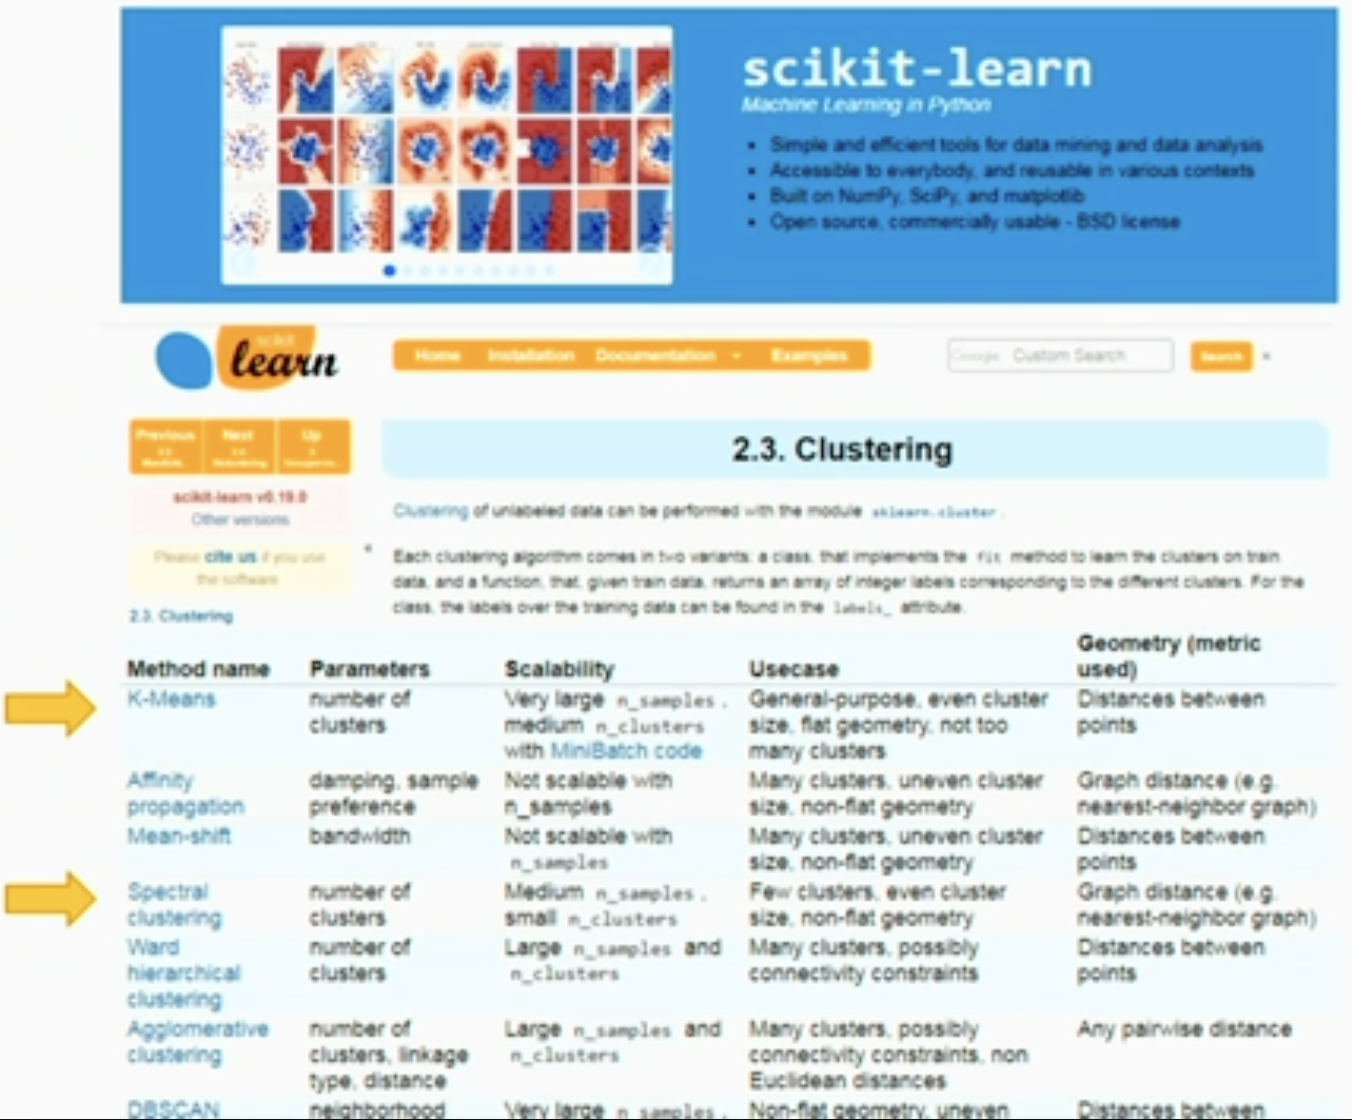 scikit-learn
Machine Learning in Python
• Simple and efficient tools for data mining and data analysis
• Accessible to everybody, and reusable in various contexts
• Built on NumPy, SciPy, and matplotlib
• Open source, commercially usable - BSD license
scikit
learn
Home Installation Documentation Examples
Google Custom Search
Search ×
Previous Next Up
2.3. Clustering
scikit-learn v0.19.0
Other versions
Please cite us if you use
the software
2.3. Clustering
Clustering of unlabeled data can be performed with the module sklearn.cluster.
Each clustering algorithm comes in two variants: a class, that implements the fit method to learn the clusters on train
data, and a function, that, given train data, returns an array of integer labels corresponding to the different clusters. For the
class, the labels over the training data can be found in the labels_ attribute.
Method name Parameters Scalability Usecase Geometry (metric
used)
K-Means number of Very large n_samples, General-purpose, even cluster Distances between
clusters medium n_clusters size, flat geometry, not too points
with MiniBatch code many clusters
Affinity damping, sample Not scalable with Many clusters, uneven cluster Graph distance (e.g.
propagation preference n_samples size, non-flat geometry nearest-neighbor graph)
Mean-shift bandwidth Not scalable with Many clusters, uneven cluster Distances between
n_samples size, non-flat geometry points
Spectral number of Medium n_samples, Few clusters, even cluster Graph distance (e.g.
clustering clusters small n_clusters size, non-flat geometry nearest-neighbor graph)
Ward number of Large n_samples and Many clusters, possibly Distances between
hierarchical clusters n_clusters connectivity constraints points
clustering
Agglomerative number of Large n_samples and Many clusters, possibly Any pairwise distance
clustering clusters, linkage n_clusters connectivity constraints, non
type, distance Euclidean distances
DBSCAN neighborhood Very large n_samples, Non-flat geometry, uneven Distances between